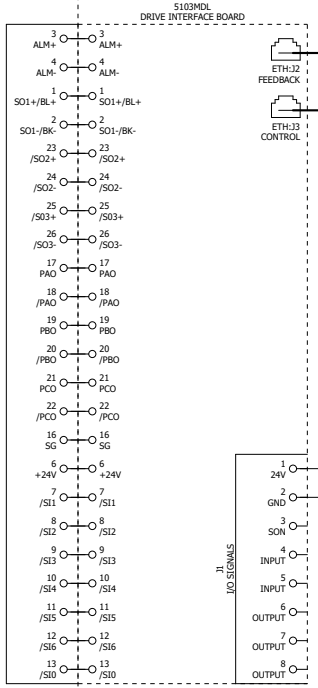 5103MDL
DRIVE INTERFACE BOARD
3 3
ALM+ ALM+
4 4
ALM- ALM-
1 1
SO1+/BL+ SO1+/BL+
2 2
SO1-/BK- SO1-/BK-
23 23
/SO2+ /SO2+
24 24
/SO2- /SO2-
25 25
/S03+ /S03+
26 26
/SO3- /SO3-
17 17
PAO PAO
18 18
/PAO /PAO
19 19
PBO PBO
20 20
/PBO /PBO
21 21
PCO PCO
22 22
/PCO /PCO
16 16
SG SG
6 6
+24V +24V
7 7
/SI1 /SI1
8 8
/SI2 /SI2
9 9
/SI3 /SI3
10 10
/SI4 /SI4
11 11
/SI5 /SI5
12 12
/SI6 /SI6
13 13
/SI0 /SI0
ETH:J2
FEEDBACK
ETH:J3
CONTROL
J1
I/O SIGNALS
1
24V
2
GND
3
SON
4
INPUT
5
INPUT
6
OUTPUT
7
OUTPUT
8
OUTPUT